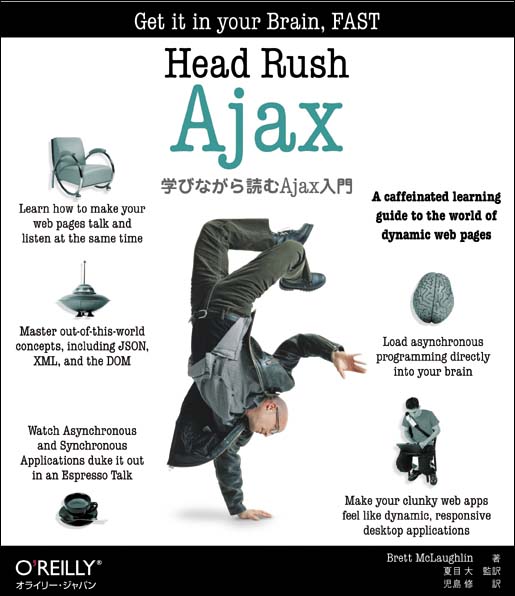 Get it in your Brain, FAST
Head Rush
Ajax
学びながら読むAjax入門
Learn how to make your
web pages talk and
listen at the same time
A caffeinated learning
guide to the world of
dynamic web pages
Master out-of-this-world
concepts, including JSON,
XML, and the DOM
Load asynchronous
programming directly
into your brain
Watch Asynchronous
and Synchronous
Applications duke it out
in an Espresso Talk
Make your clunky web apps
feel like dynamic, responsive
desktop applications
O'REILLY®
オライリー・ジャパン
Brett McLaughlin 著
夏目 大 監訳
児島 修 訳